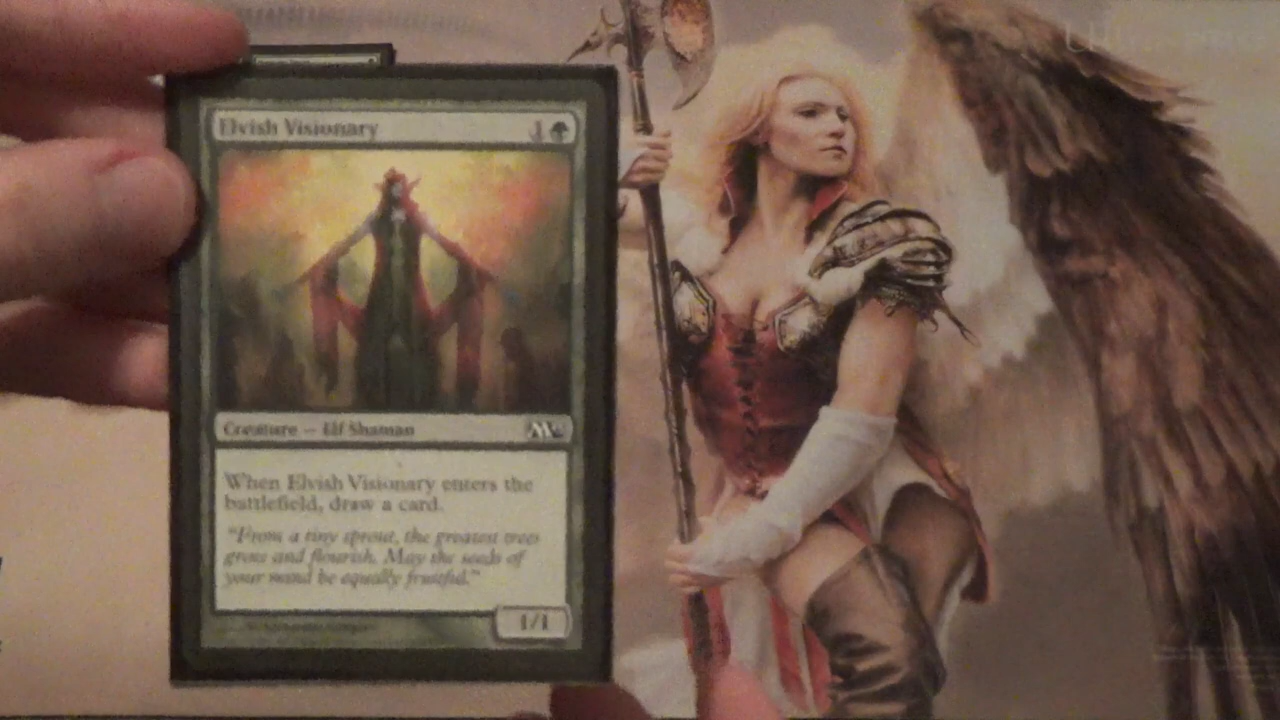 Elvish Visionary 1
Creature — Elf Shaman
When Elvish Visionary enters the
battlefield, draw a card.
"From a tiny sprout, the greatest trees
grow and flourish. May the seeds of
your mind be equally fruitful."
1/1